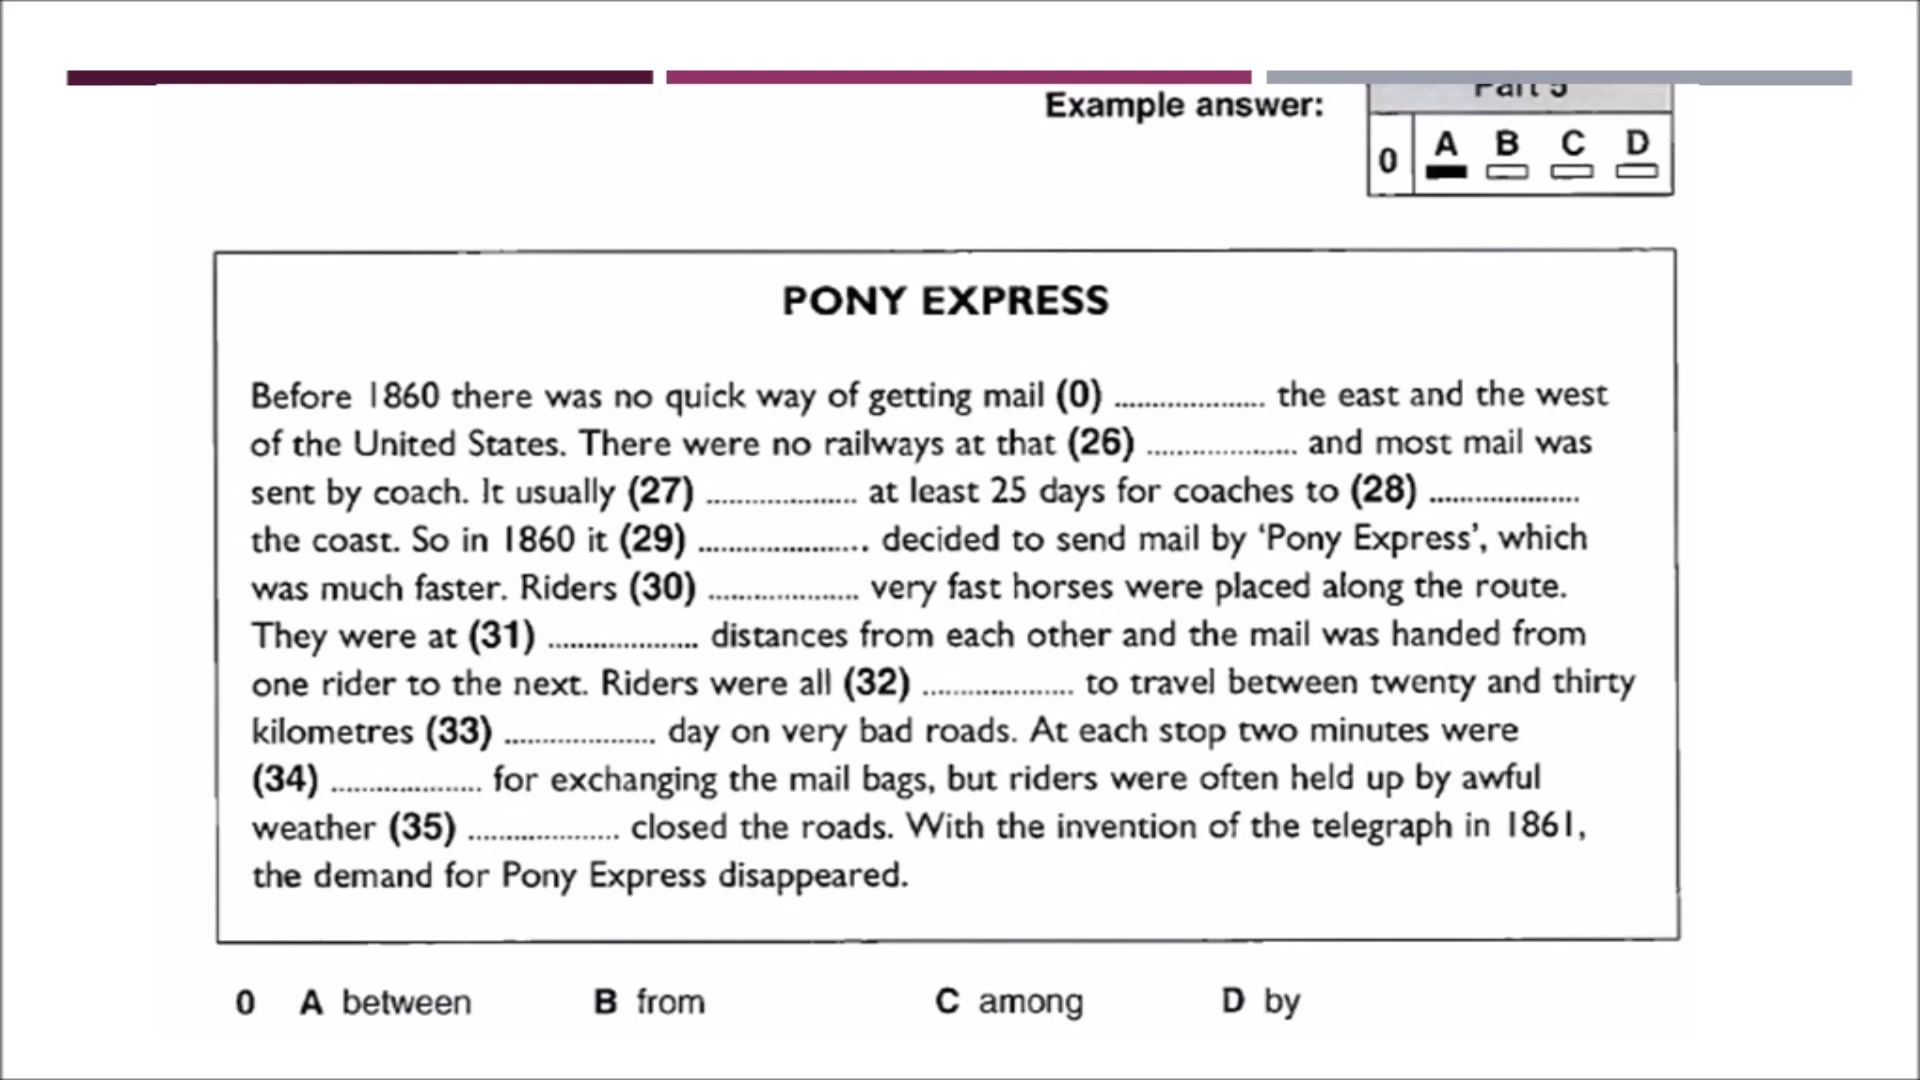 Part 5
Example answer:
A B C D
0
PONY EXPRESS
Before 1860 there was no quick way of getting mail (0) .................... the east and the west
of the United States. There were no railways at that (26) .................... and most mail was
sent by coach. It usually (27) .................... at least 25 days for coaches to (28) ....................
the coast. So in 1860 it (29) .................... decided to send mail by ‘Pony Express’, which
was much faster. Riders (30) .................... very fast horses were placed along the route.
They were at (31) .................... distances from each other and the mail was handed from
one rider to the next. Riders were all (32) .................... to travel between twenty and thirty
kilometres (33) .................... day on very bad roads. At each stop two minutes were
(34) .................... for exchanging the mail bags, but riders were often held up by awful
weather (35) .................... closed the roads. With the invention of the telegraph in 1861,
the demand for Pony Express disappeared.
0 A between B from C among D by